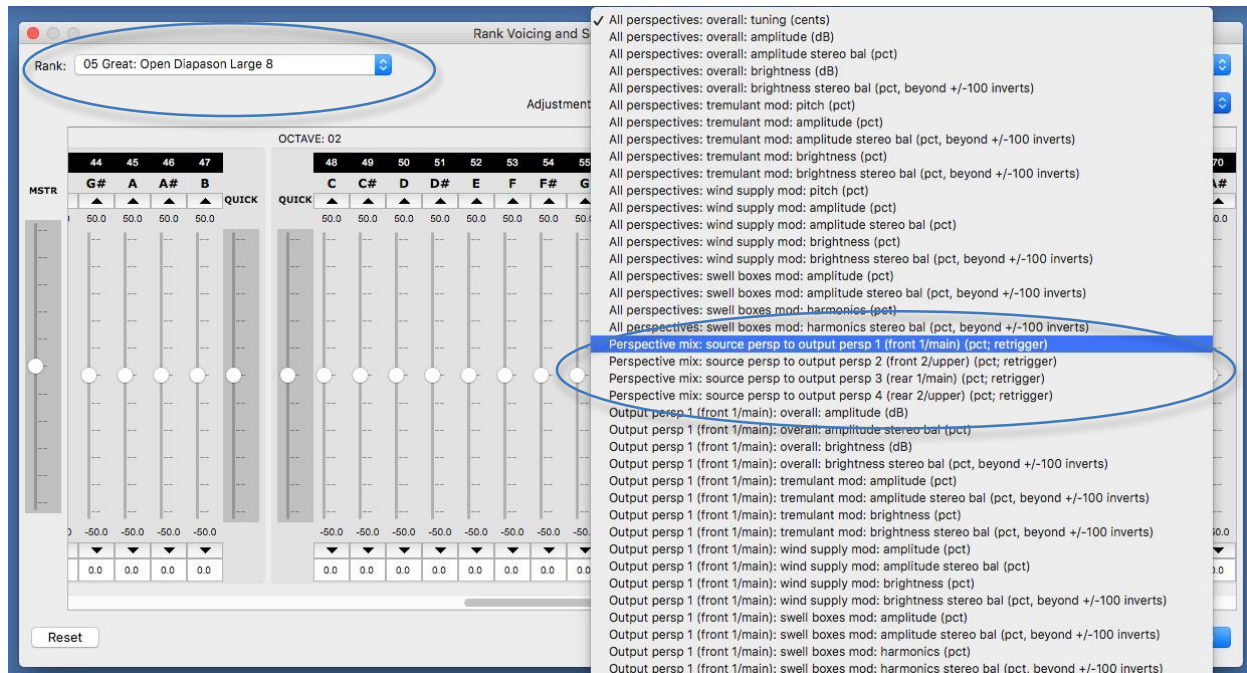 Rank Voicing and S
Rank: 05 Great: Open Diapason Large 8
Adjustment
OCTAVE: 02
44 45 46 47 48 49 50 51 52 53 54 55 70
MSTR G# A A# B QUICK QUICK C C# D D# E F F# G A#
50.0 50.0 50.0 50.0 50.0 50.0 50.0 50.0 50.0 50.0 50.0 50.0
-50.0 -50.0 -50.0 -50.0 -50.0 -50.0 -50.0 -50.0 -50.0 -50.0 -50.0 -50.
0.0 0.0 0.0 0.0 0.0 0.0 0.0 0.0 0.0 0.0 0.0 0.0
Reset
✓ All perspectives: overall: tuning (cents)
All perspectives: overall: amplitude (dB)
All perspectives: overall: amplitude stereo bal (pct)
All perspectives: overall: brightness (dB)
All perspectives: overall: brightness stereo bal (pct, beyond +/-100 inverts)
All perspectives: tremulant mod: pitch (pct)
All perspectives: tremulant mod: amplitude (pct)
All perspectives: tremulant mod: amplitude stereo bal (pct, beyond +/-100 inverts)
All perspectives: tremulant mod: brightness (pct)
All perspectives: tremulant mod: brightness stereo bal (pct, beyond +/-100 inverts)
All perspectives: wind supply mod: pitch (pct)
All perspectives: wind supply mod: amplitude (pct)
All perspectives: wind supply mod: amplitude stereo bal (pct)
All perspectives: wind supply mod: brightness (pct)
All perspectives: wind supply mod: brightness stereo bal (pct, beyond +/-100 inverts)
All perspectives: swell boxes mod: amplitude (pct)
All perspectives: swell boxes mod: amplitude stereo bal (pct, beyond +/-100 inverts)
All perspectives: swell boxes mod: harmonics (pct)
All perspectives: swell boxes mod: harmonics stereo bal (pct, beyond +/-100 inverts)
Perspective mix: source persp to output persp 1 (front 1/main) (pct; retrigger)
Perspective mix: source persp to output persp 2 (front 2/upper) (pct; retrigger)
Perspective mix: source persp to output persp 3 (rear 1/main) (pct; retrigger)
Perspective mix: source persp to output persp 4 (rear 2/upper) (pct; retrigger)
Output persp 1 (front 1/main): overall: amplitude (dB)
Output persp 1 (front 1/main): overall: amplitude stereo bal (pct)
Output persp 1 (front 1/main): overall: brightness (dB)
Output persp 1 (front 1/main): overall: brightness stereo bal (pct, beyond +/-100 inverts)
Output persp 1 (front 1/main): tremulant mod: amplitude (pct)
Output persp 1 (front 1/main): tremulant mod: amplitude stereo bal (pct, beyond +/-100 inverts)
Output persp 1 (front 1/main): tremulant mod: brightness (pct)
Output persp 1 (front 1/main): tremulant mod: brightness stereo bal (pct, beyond +/-100 inverts)
Output persp 1 (front 1/main): wind supply mod: amplitude (pct)
Output persp 1 (front 1/main): wind supply mod: amplitude stereo bal (pct)
Output persp 1 (front 1/main): wind supply mod: brightness (pct)
Output persp 1 (front 1/main): wind supply mod: brightness stereo bal (pct, beyond +/-100 inverts)
Output persp 1 (front 1/main): swell boxes mod: amplitude (pct)
Output persp 1 (front 1/main): swell boxes mod: amplitude stereo bal (pct, beyond +/-100 inverts)
Output persp 1 (front 1/main): swell boxes mod: harmonics (pct)
Output persp 1 (front 1/main): swell boxes mod: harmonics stereo bal (pct, beyond +/-100 inverts)